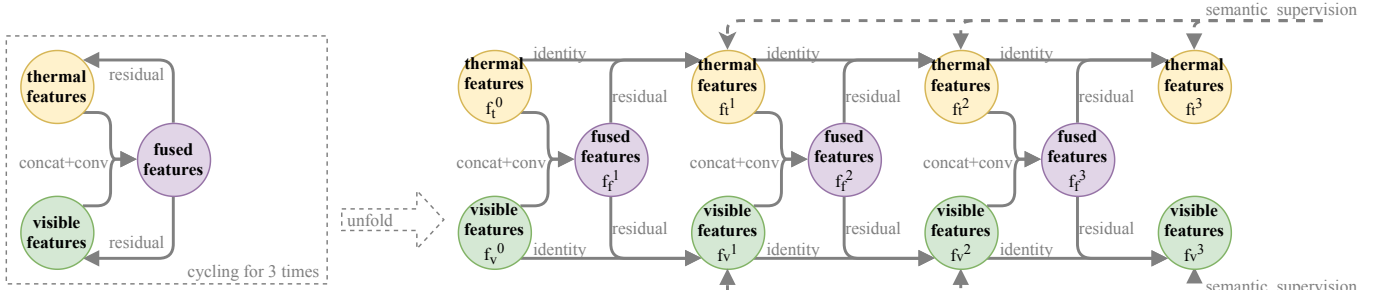 thermal
features
residual
concat+conv
fused
features
visible
features
residual
cycling for 3 times
unfold
semantic supervision
thermal
features
f_t^0
identity
residual
thermal
features
ft^1
identity
residual
thermal
features
ft^2
identity
residual
thermal
features
ft^3
concat+conv
fused
features
f_f^1
concat+conv
fused
features
f_f^2
concat+conv
fused
features
f_f^3
visible
features
f_v^0
identity
residual
visible
features
fv^1
identity
residual
visible
features
fv^2
identity
residual
visible
features
fv^3
semantic supervision